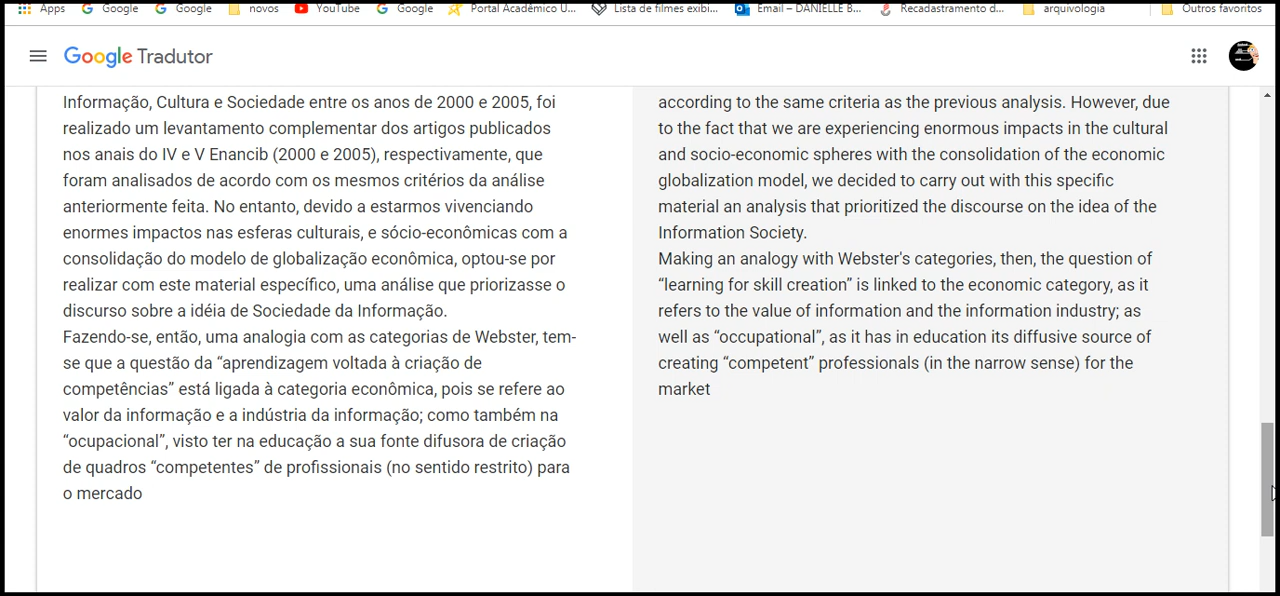 Apps Google Google novos YouTube Google Portal Acadêmico U... Lista de filmes exibi... Email – DANIELLE B... Recadastramento d... arquivologia Outros favoritos
Google Tradutor
Informação, Cultura e Sociedade entre os anos de 2000 e 2005, foi
realizado um levantamento complementar dos artigos publicados
nos anais do IV e V Enancib (2000 e 2005), respectivamente, que
foram analisados de acordo com os mesmos critérios da análise
anteriormente feita. No entanto, devido a estarmos vivenciando
enormes impactos nas esferas culturais, e sócio-econômicas com a
consolidação do modelo de globalização econômica, optou-se por
realizar com este material específico, uma análise que priorizasse o
discurso sobre a idéia de Sociedade da Informação.
Fazendo-se, então, uma analogia com as categorias de Webster, tem-
se que a questão da “aprendizagem voltada à criação de
competências” está ligada à categoria econômica, pois se refere ao
valor da informação e a indústria da informação; como também na
“ocupacional”, visto ter na educação a sua fonte difusora de criação
de quadros “competentes” de profissionais (no sentido restrito) para
o mercado
according to the same criteria as the previous analysis. However, due
to the fact that we are experiencing enormous impacts in the cultural
and socio-economic spheres with the consolidation of the economic
globalization model, we decided to carry out with this specific
material an analysis that prioritized the discourse on the idea of the
Information Society.
Making an analogy with Webster's categories, then, the question of
“learning for skill creation” is linked to the economic category, as it
refers to the value of information and the information industry; as
well as “occupational”, as it has in education its diffusive source of
creating “competent” professionals (in the narrow sense) for the
market